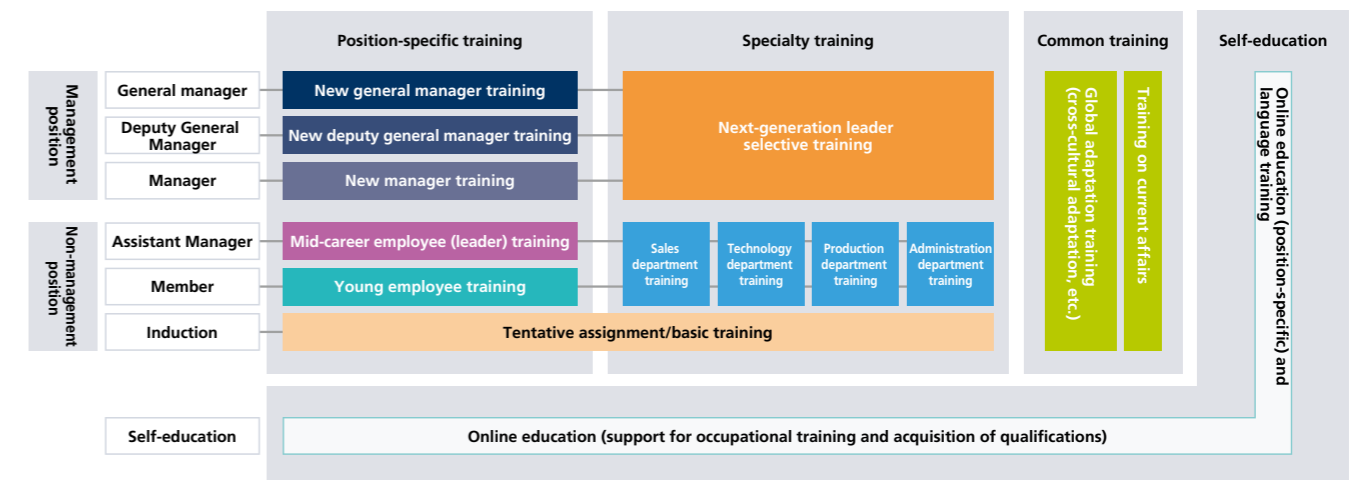 Position-specific training
Specialty training
Common training
Self-education
Management
position
General manager
New general manager training
Deputy General
Manager
New deputy general manager training
Manager
New manager training
Next-generation leader
selective training
Non-management
position
Assistant Manager
Mid-career employee (leader) training
Member
Young employee training
Sales
department
training
Technology
department
training
Production
department
training
Administration
department
training
Induction
Tentative assignment/basic training
Global adaptation training
(cross-cultural adaptation, etc.)
Training on current affairs
Online education (position-specific) and
language training
Self-education
Online education (support for occupational training and acquisition of qualifications)